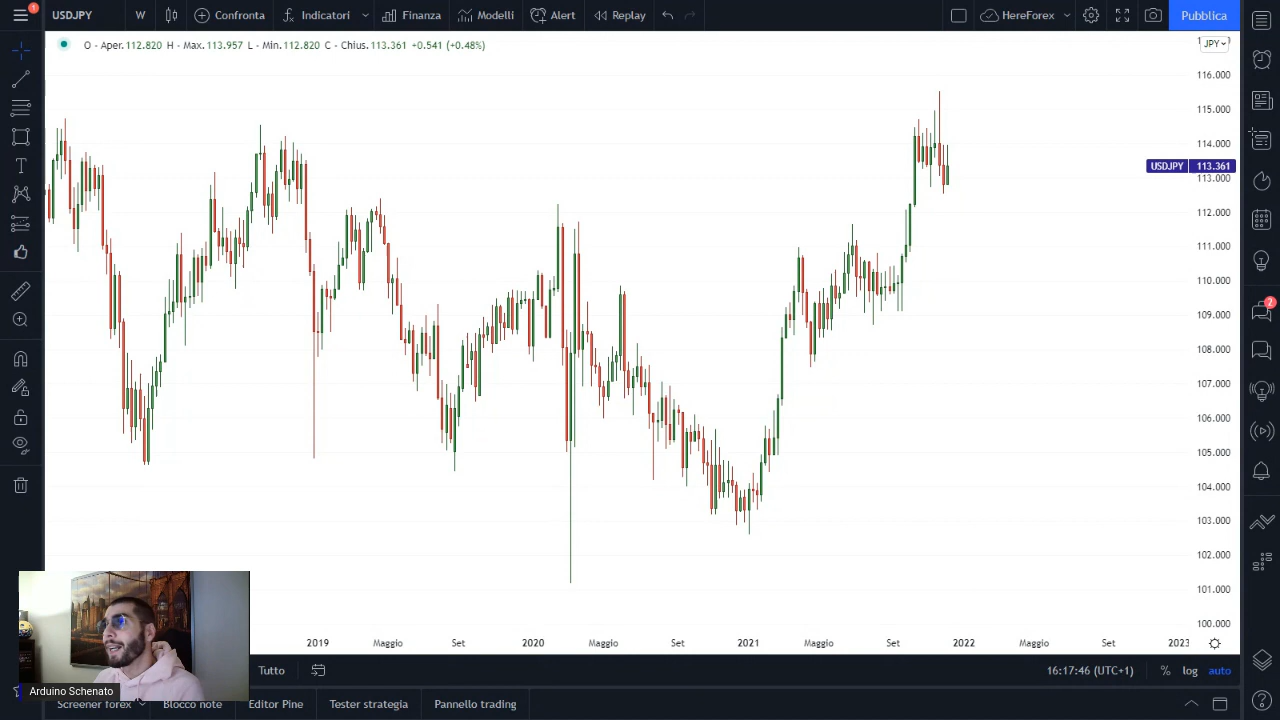 1
USDJPY
W
Confronta
Indicatori
Finanza
Modelli
Alert
Replay
HereForex
Pubblica
O - Aper. 112.820 H - Max. 113.957 L - Min. 112.820 C - Chius. 113.361 +0.541 (+0.48%)
JPY
116.000
115.000
114.000
USDJPY 113.361
113.000
112.000
111.000
110.000
109.000
108.000
107.000
106.000
105.000
104.000
103.000
102.000
101.000
100.000
2
2019 Maggio Set 2020 Maggio Set 2021 Maggio Set 2022 Maggio Set 2023
Tutto
16:17:46 (UTC+1)
% log auto
Arduino Schenato
Screener forex
Blocco note
Editor Pine
Tester strategia
Pannello trading